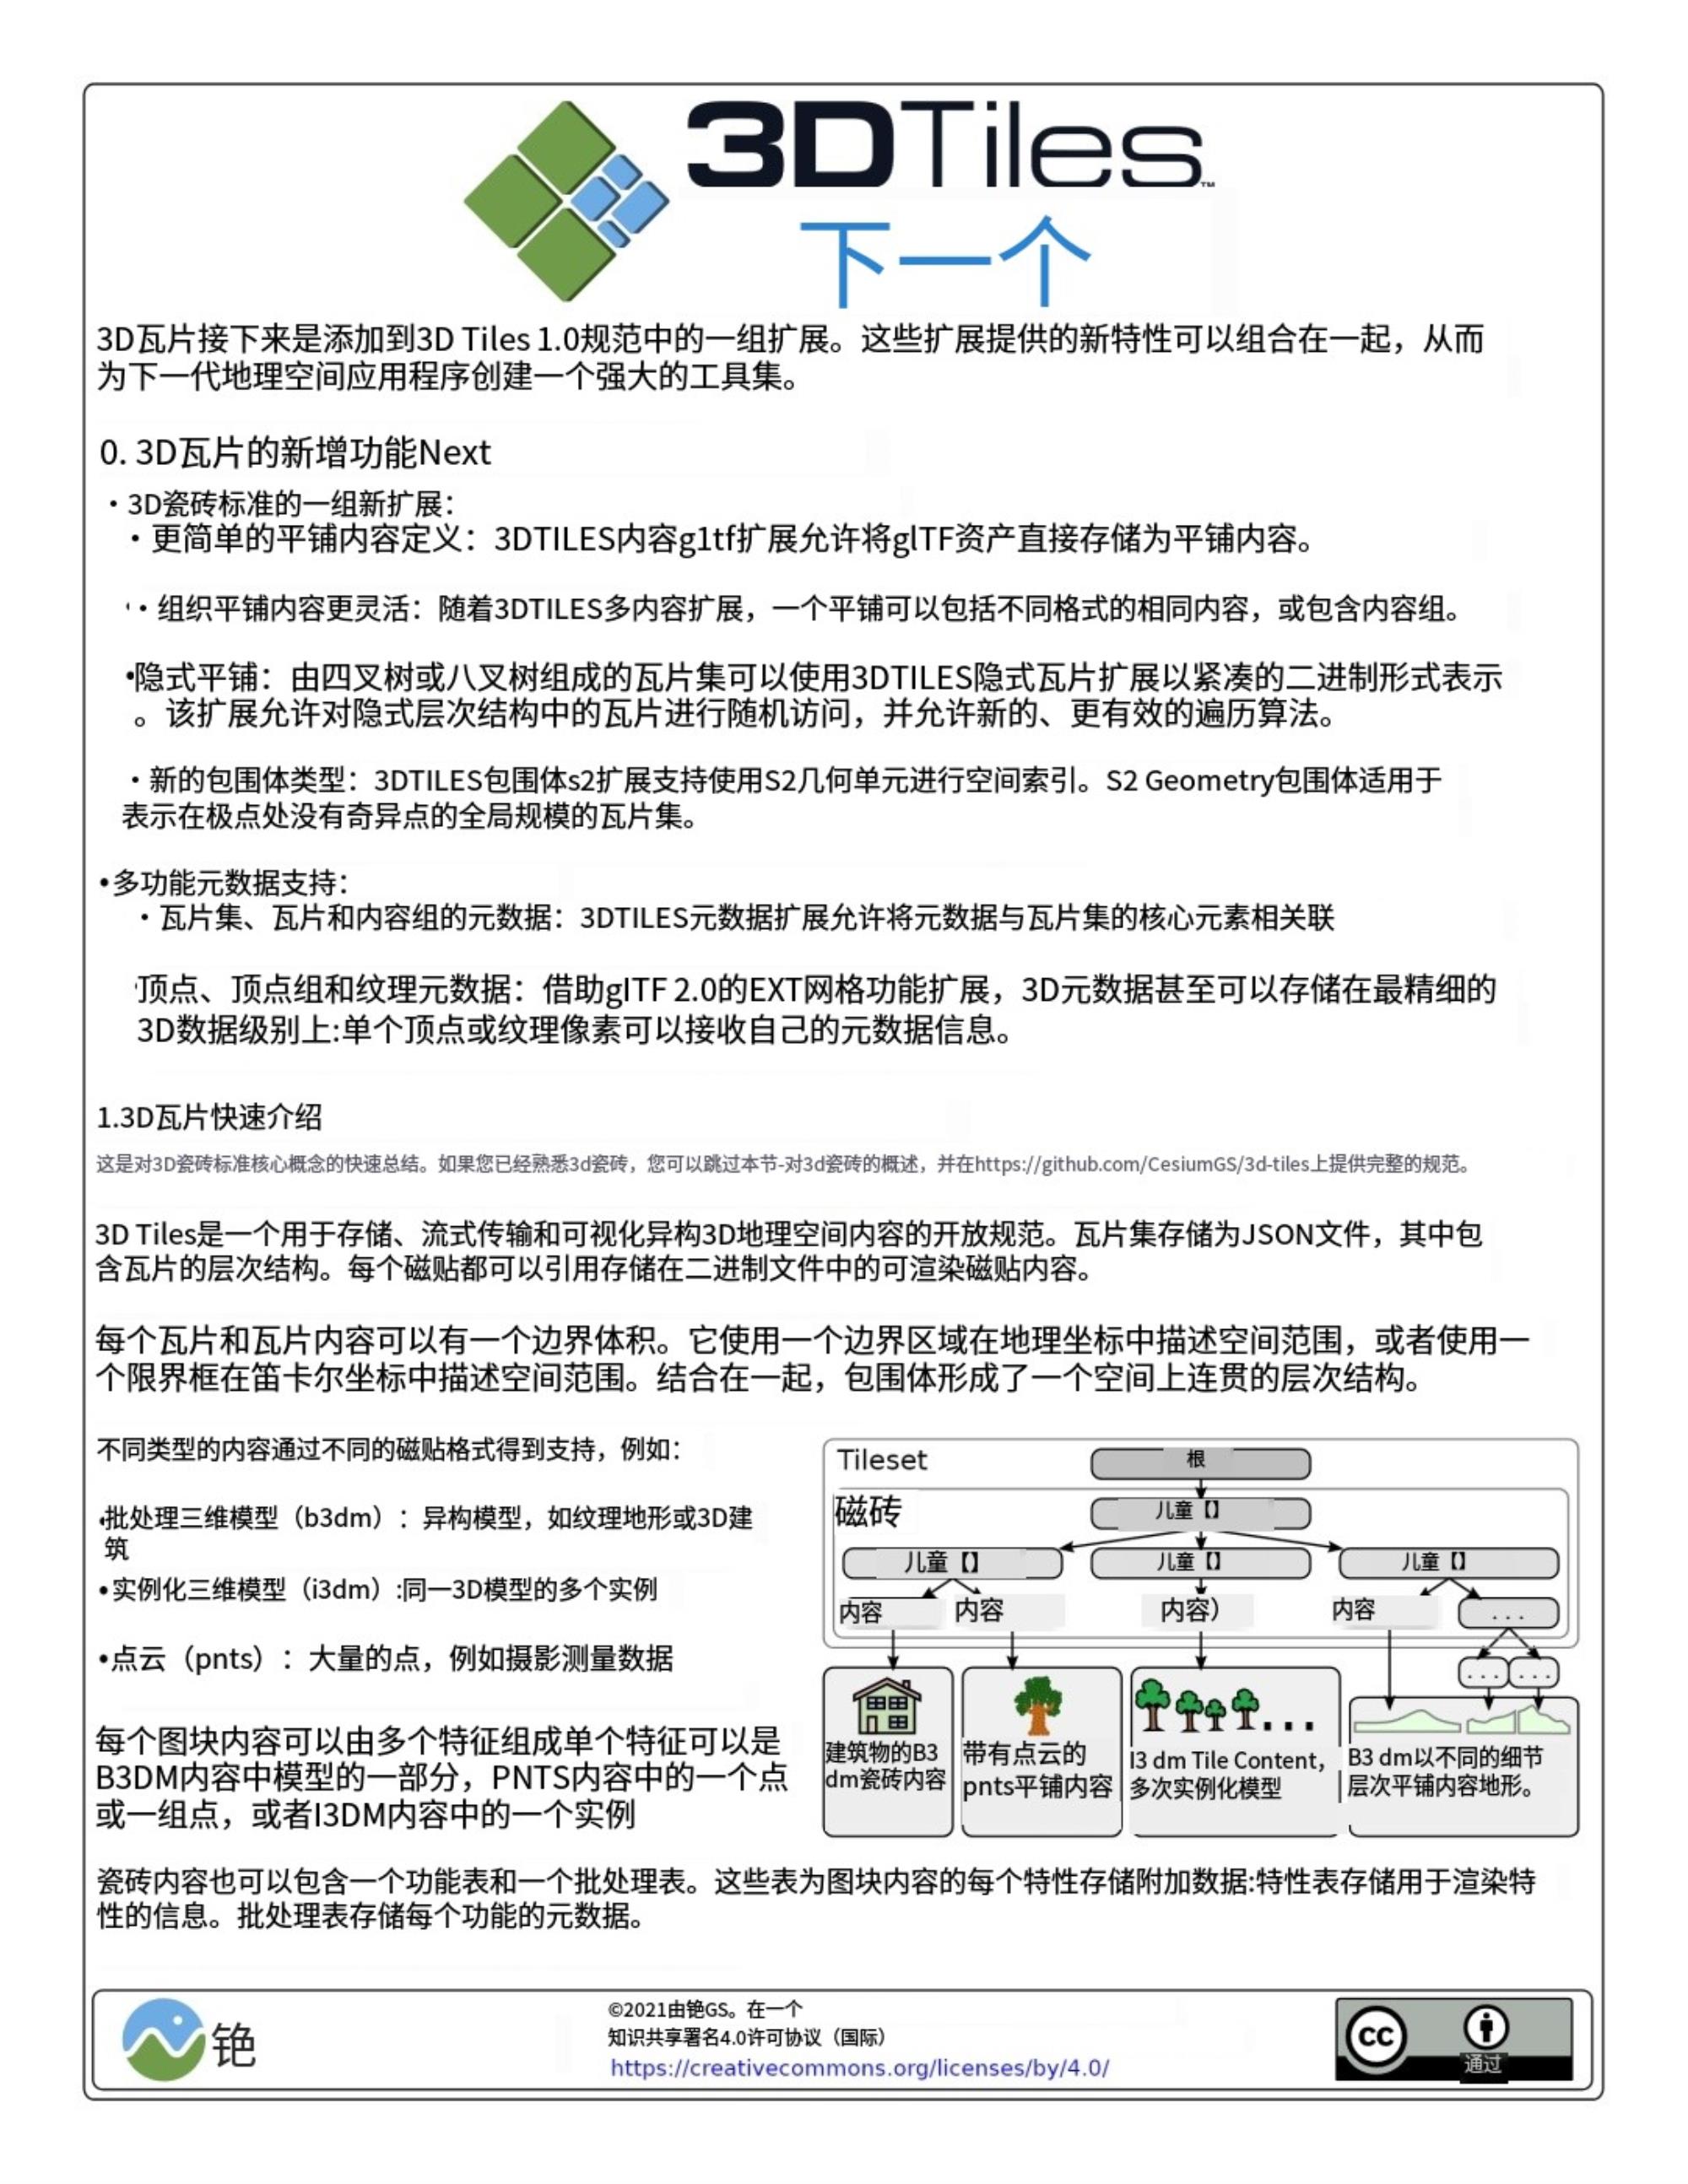 3DTiles™
下一个
3D瓦片接下来是添加到3D Tiles 1.0规范中的一组扩展。这些扩展提供的新特性可以组合在一起，从而
为下一代地理空间应用程序创建一个强大的工具集。
0. 3D瓦片的新增功能Next
·3D瓷砖标准的一组新扩展：
·更简单的平铺内容定义：3DTILES内容g1tf扩展允许将glTF资产直接存储为平铺内容。
·组织平铺内容更灵活：随着3DTILES多内容扩展，一个平铺可以包括不同格式的相同内容，或包含内容组。
•隐式平铺：由四叉树或八叉树组成的瓦片集可以使用3DTILES隐式瓦片扩展以紧凑的二进制形式表示
。该扩展允许对隐式层次结构中的瓦片进行随机访问，并允许新的、更有效的遍历算法。
·新的包围体类型：3DTILES包围体s2扩展支持使用S2几何单元进行空间索引。S2 Geometry包围体适用于
表示在极点处没有奇异点的全局规模的瓦片集。
•多功能元数据支持：
·瓦片集、瓦片和内容组的元数据：3DTILES元数据扩展允许将元数据与瓦片集的核心元素相关联
顶点、顶点组和纹理元数据：借助gITF 2.0的EXT网格功能扩展，3D元数据甚至可以存储在最精细的
3D数据级别上:单个顶点或纹理像素可以接收自己的元数据信息。
1.3D瓦片快速介绍
这是对3D瓷砖标准核心概念的快速总结。如果您已经熟悉3d瓷砖，您可以跳过本节-对3d瓷砖的概述，并在https://github.com/CesiumGS/3d-tiles上提供完整的规范。
3D Tiles是一个用于存储、流式传输和可视化异构3D地理空间内容的开放规范。瓦片集存储为JSON文件，其中包
含瓦片的层次结构。每个磁贴都可以引用存储在二进制文件中的可渲染磁贴内容。
每个瓦片和瓦片内容可以有一个边界体积。它使用一个边界区域在地理坐标中描述空间范围，或者使用一
个限界框在笛卡尔坐标中描述空间范围。结合在一起，包围体形成了一个空间上连贯的层次结构。
不同类型的内容通过不同的磁贴格式得到支持，例如：
•批处理三维模型（b3dm）：异构模型，如纹理地形或3D建
筑
•实例化三维模型（i3dm）:同一3D模型的多个实例
•点云（pnts）：大量的点，例如摄影测量数据
每个图块内容可以由多个特征组成单个特征可以是
B3DM内容中模型的一部分，PNTS内容中的一个点
或一组点，或者I3DM内容中的一个实例
Tileset
根
磁砖
儿童【】
儿童【】
儿童【】
儿童【】
内容
内容
内容）
内容
...
... ...
...
建筑物的B3
dm瓷砖内容
带有点云的
pnts平铺内容
I3 dm Tile Content，
多次实例化模型
B3 dm以不同的细节
层次平铺内容地形。
瓷砖内容也可以包含一个功能表和一个批处理表。这些表为图块内容的每个特性存储附加数据:特性表存储用于渲染特
性的信息。批处理表存储每个功能的元数据。
铯
©2021由铯GS。在一个
知识共享署名4.0许可协议（国际）
https://creativecommons.org/licenses/by/4.0/
cc
通过